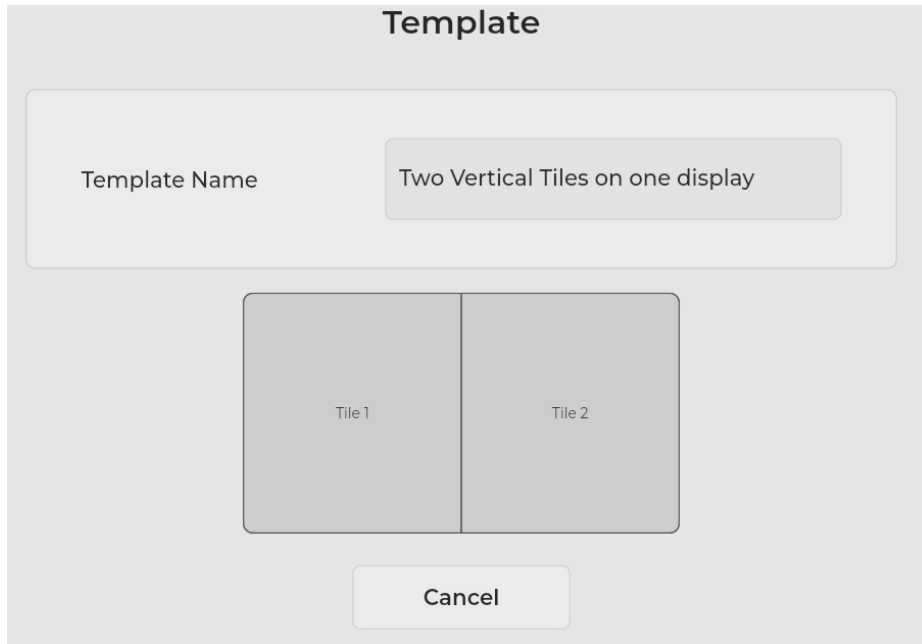 Template
Template Name
Two Vertical Tiles on one display
Tile 1
Tile 2
Cancel